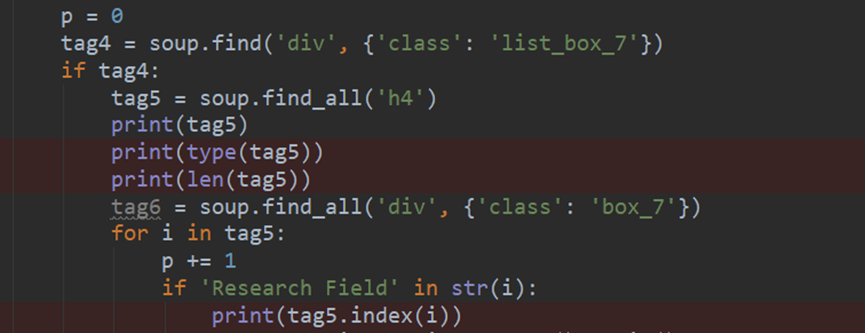 p = 0
tag4 = soup.find('div', {'class': 'list_box_7'})
if tag4:
tag5 = soup.find_all('h4')
print(tag5)
print(type(tag5))
print(len(tag5))
tag6 = soup.find_all('div', {'class': 'box_7'})
for i in tag5:
p += 1
if 'Research Field' in str(i):
print(tag5.index(i))